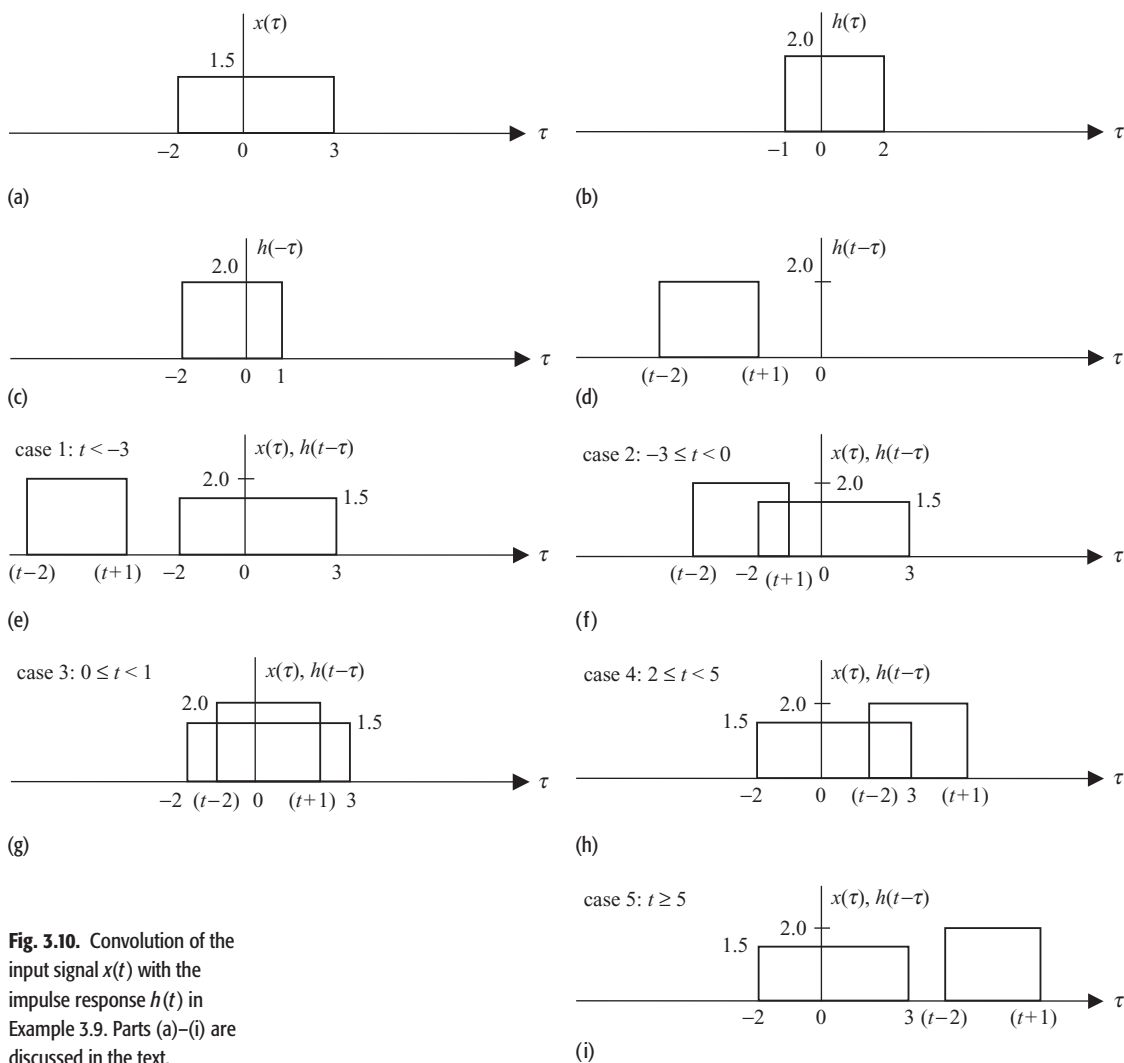 x(τ)
1.5
−2 0 3
τ
(a)
h(τ)
2.0
−1 0 2
τ
(b)
h(−τ)
2.0
−2 0 1
τ
(c)
h(t−τ)
2.0
(t−2) (t+1) 0
τ
(d)
case 1: t < −3
x(τ), h(t−τ)
2.0
1.5
(t−2) (t+1) −2 0 3
τ
(e)
case 2: −3 ≤ t < 0
x(τ), h(t−τ)
2.0
1.5
(t−2) −2 (t+1) 0 3
τ
(f)
case 3: 0 ≤ t < 1
x(τ), h(t−τ)
2.0
1.5
−2 (t−2) 0 (t+1) 3
τ
(g)
case 4: 2 ≤ t < 5
x(τ), h(t−τ)
2.0
1.5
−2 0 (t−2) 3 (t+1)
τ
(h)
case 5: t ≥ 5
x(τ), h(t−τ)
2.0
1.5
−2 0 3 (t−2) (t+1)
τ
(i)
Fig. 3.10. Convolution of the
input signal x(t) with the
impulse response h(t) in
Example 3.9. Parts (a)–(i) are
discussed in the text.